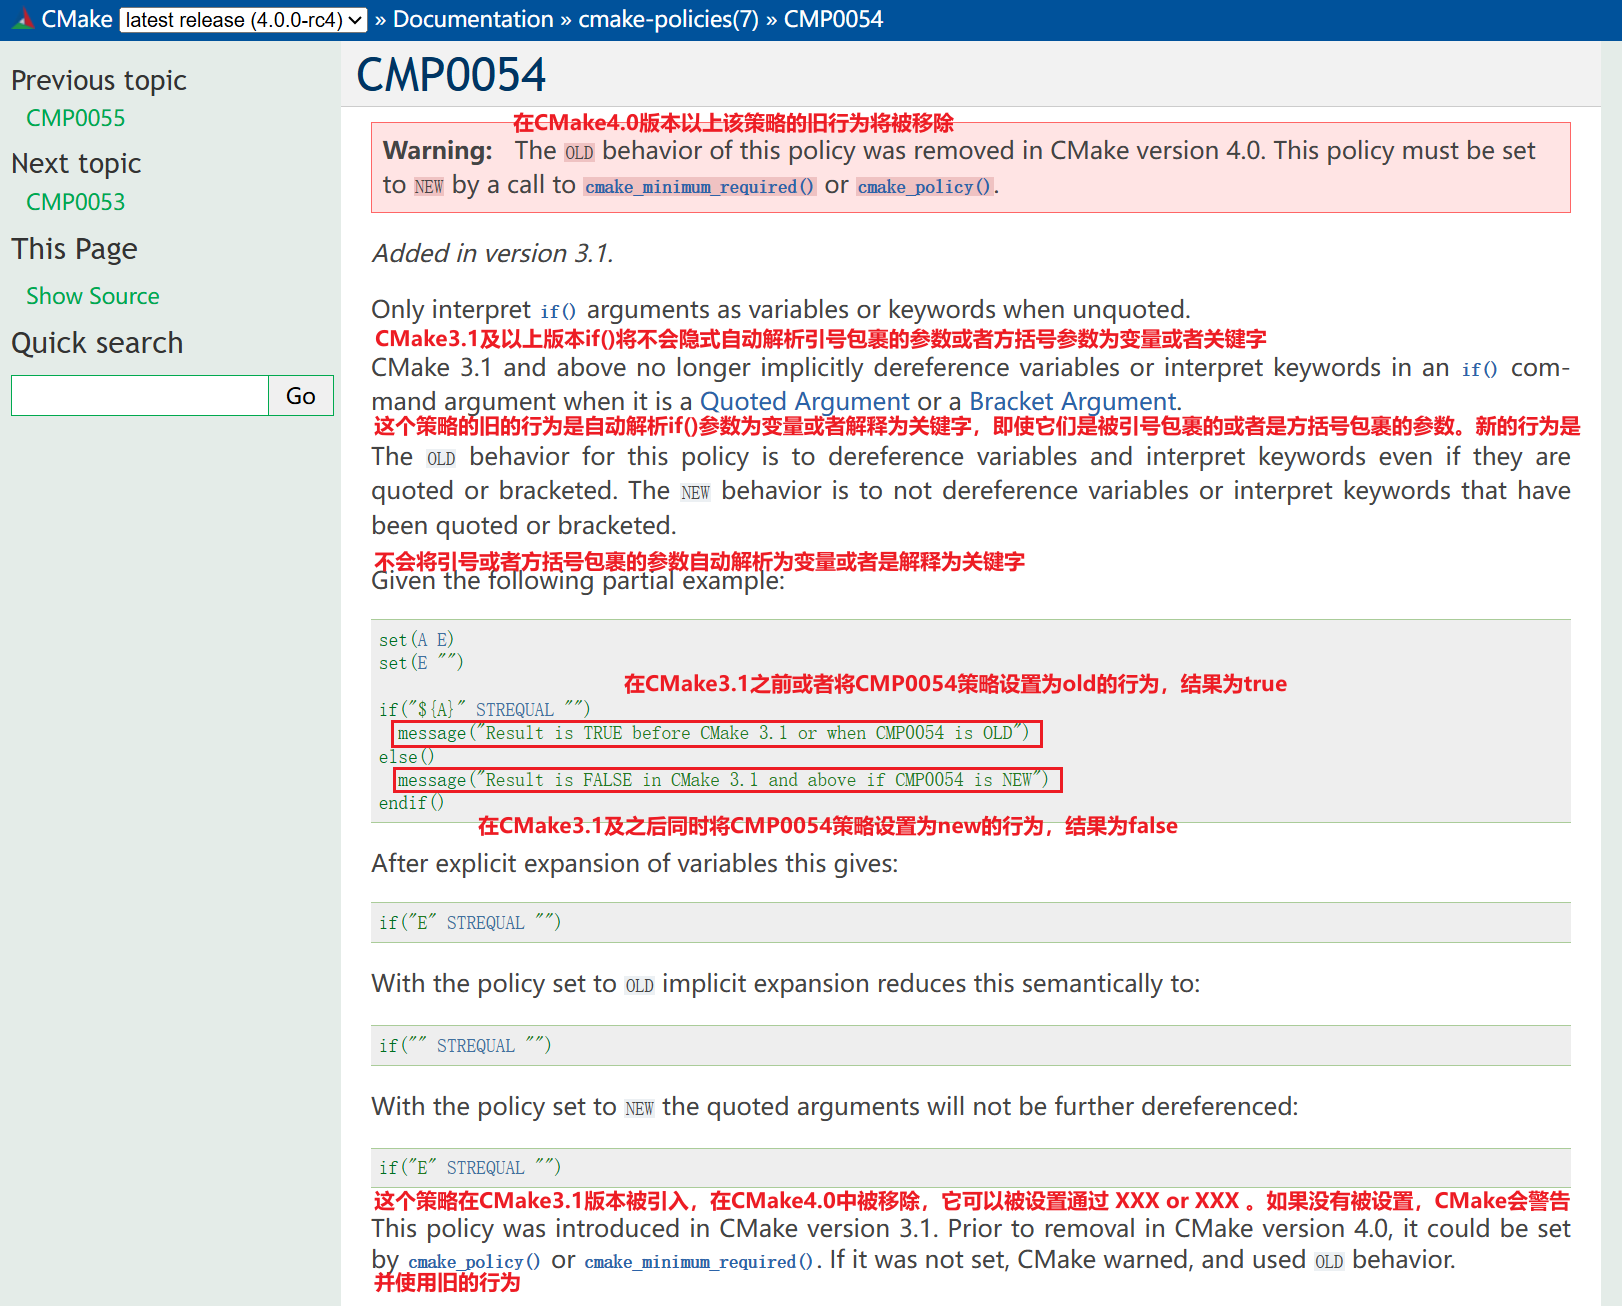 CMake latest release (4.0.0-rc4) » Documentation » cmake-policies(7) » CMP0054
Previous topic
CMP0055
Next topic
CMP0053
This Page
Show Source
Quick search
Go
CMP0054
在CMake4.0版本以上该策略的旧行为将被移除
Warning: The OLD behavior of this policy was removed in CMake version 4.0. This policy must be set
to NEW by a call to cmake_minimum_required() or cmake_policy().
Added in version 3.1.
Only interpret if() arguments as variables or keywords when unquoted.
CMake3.1及以上版本if()将不会隐式自动解析引号包裹的参数或者方括号参数为变量或者关键字
CMake 3.1 and above no longer implicitly dereference variables or interpret keywords in an if() com-
mand argument when it is a Quoted Argument or a Bracket Argument.
这个策略的旧的行为是自动解析if()参数为变量或者解释为关键字，即使它们是被引号包裹的或者是方括号包裹的参数。新的行为是
The OLD behavior for this policy is to dereference variables and interpret keywords even if they are
quoted or bracketed. The NEW behavior is to not dereference variables or interpret keywords that have
been quoted or bracketed.
不会将引号或者方括号包裹的参数自动解析为变量或者是解释为关键字
Given the following partial example:
set(A E)
set(E "")
在CMake3.1之前或者将CMP0054策略设置为old的行为，结果为true
if("${A}" STREQUAL "")
message("Result is TRUE before CMake 3.1 or when CMP0054 is OLD")
else()
message("Result is FALSE in CMake 3.1 and above if CMP0054 is NEW")
endif()
在CMake3.1及之后同时将CMP0054策略设置为new的行为，结果为false
After explicit expansion of variables this gives:
if("E" STREQUAL "")
With the policy set to OLD implicit expansion reduces this semantically to:
if("" STREQUAL "")
With the policy set to NEW the quoted arguments will not be further dereferenced:
if("E" STREQUAL "")
这个策略在CMake3.1版本被引入，在CMake4.0中被移除，它可以被设置通过 XXX or XXX 。如果没有被设置，CMake会警告
This policy was introduced in CMake version 3.1. Prior to removal in CMake version 4.0, it could be set
by cmake_policy() or cmake_minimum_required(). If it was not set, CMake warned, and used OLD behavior.
并使用旧的行为